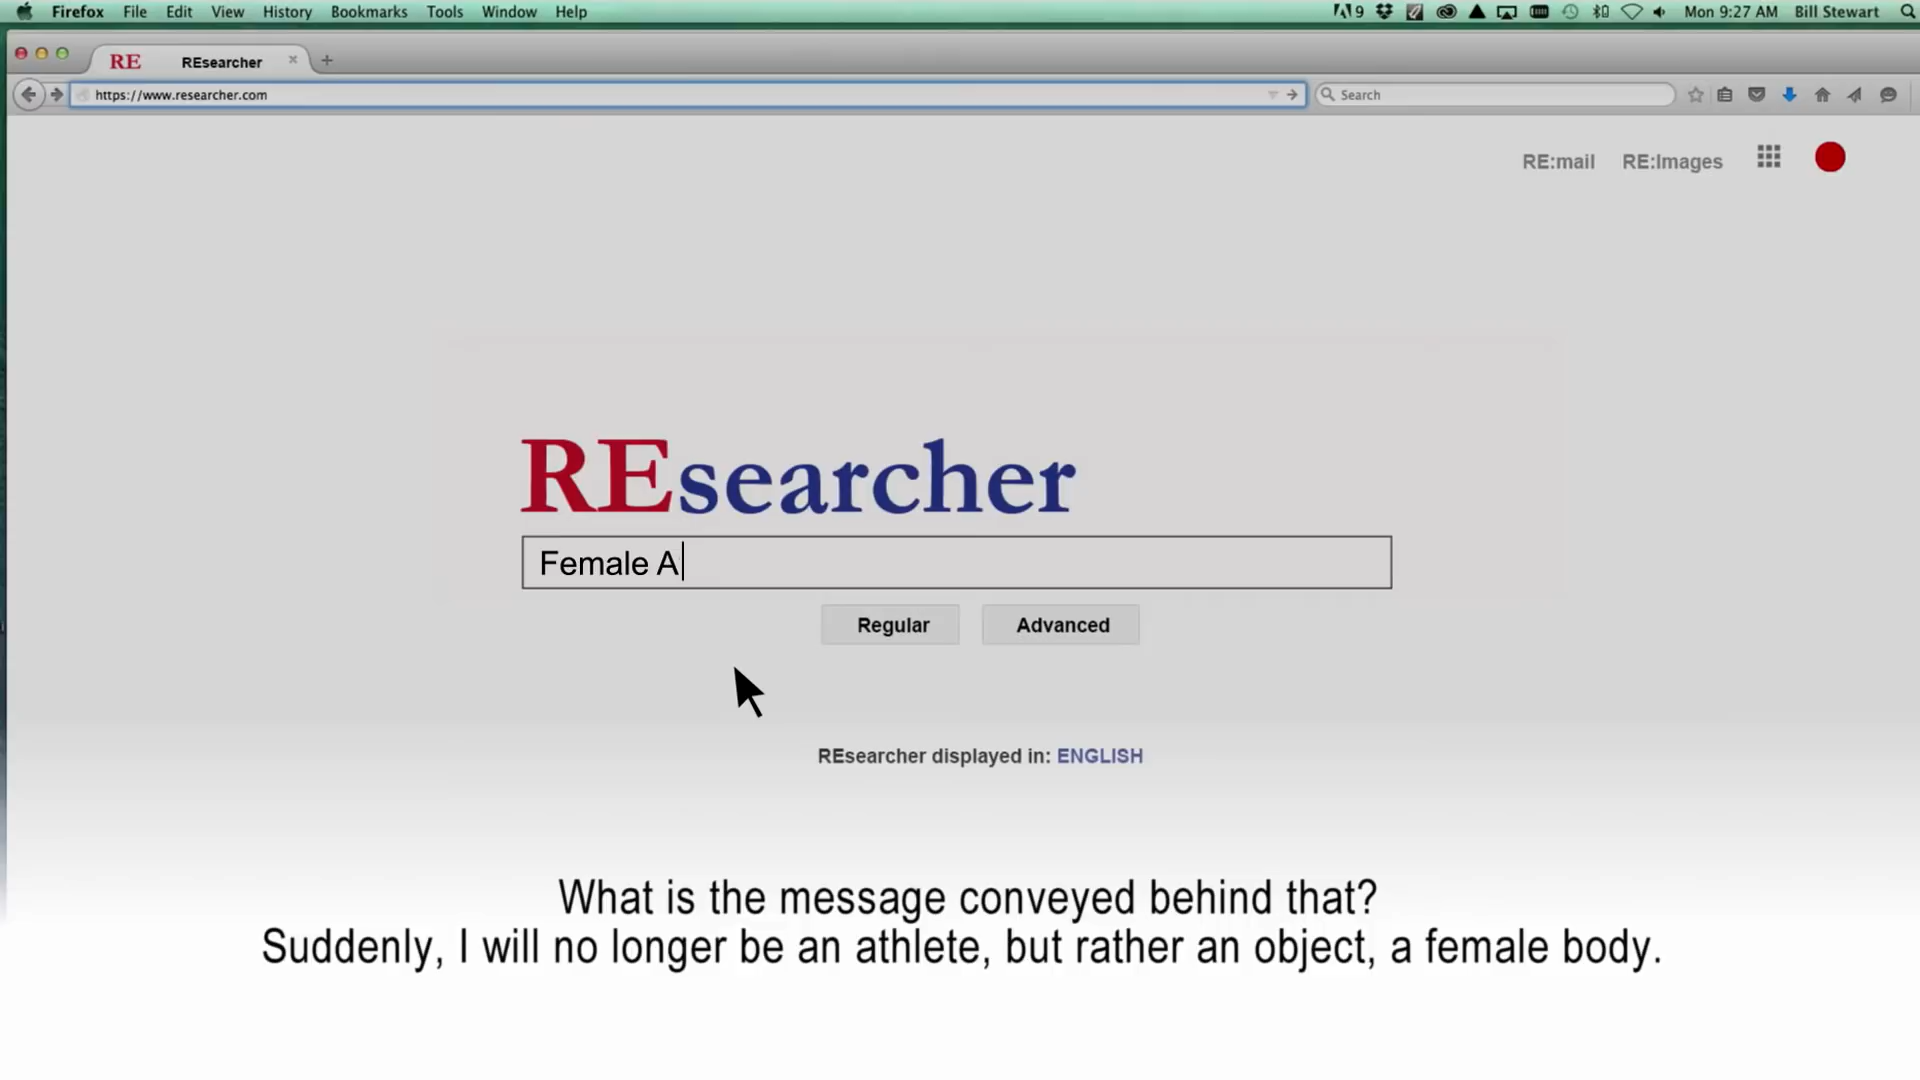 Firefox File Edit View History Bookmarks Tools Window Help 9 Mon 9:27 AM Bill Stewart
RE REsearcher
https://www.researcher.com Search
RE:mail RE:Images
REsearcher
Female A
Regular Advanced
REsearcher displayed in: ENGLISH
What is the message conveyed behind that?
Suddenly, I will no longer be an athlete, but rather an object, a female body.